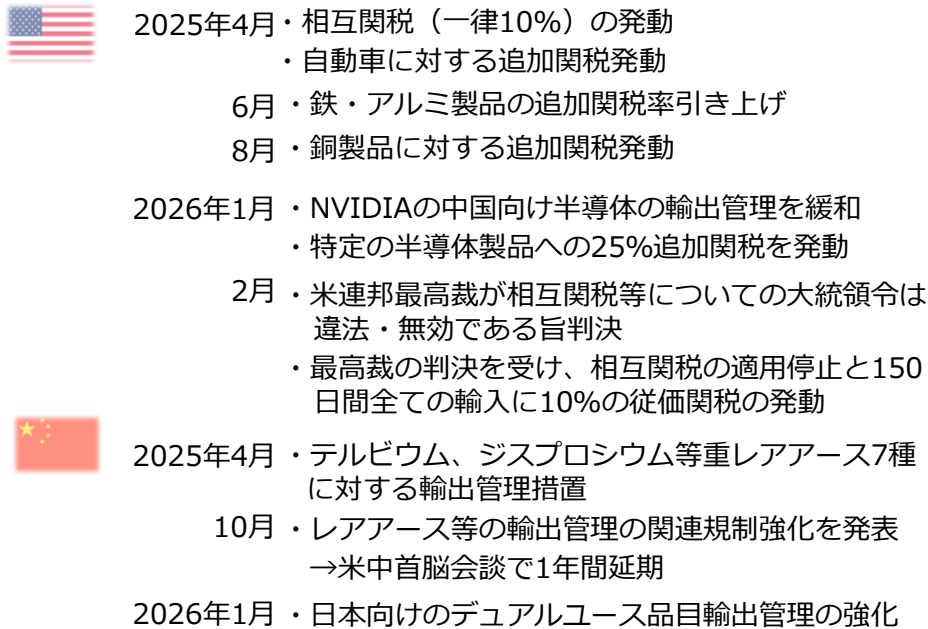 2025年4月・相互関税（一律10%）の発動
・自動車に対する追加関税発動
6月・鉄・アルミ製品の追加関税率引き上げ
8月・銅製品に対する追加関税発動
2026年1月・NVIDIAの中国向け半導体の輸出管理を緩和
・特定の半導体製品への25%追加関税を発動
2月・米連邦最高裁が相互関税等についての大統領令は
違法・無効である旨判決
・最高裁の判決を受け、相互関税の適用停止と150
日間全ての輸入に10%の従価関税の発動
2025年4月・テルビウム、ジスプロシウム等重レアアース7種
に対する輸出管理措置
10月・レアアース等の輸出管理の関連規制強化を発表
→米中首脳会談で1年間延期
2026年1月・日本向けのデュアルユース品目輸出管理の強化